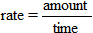 rate = amount / time